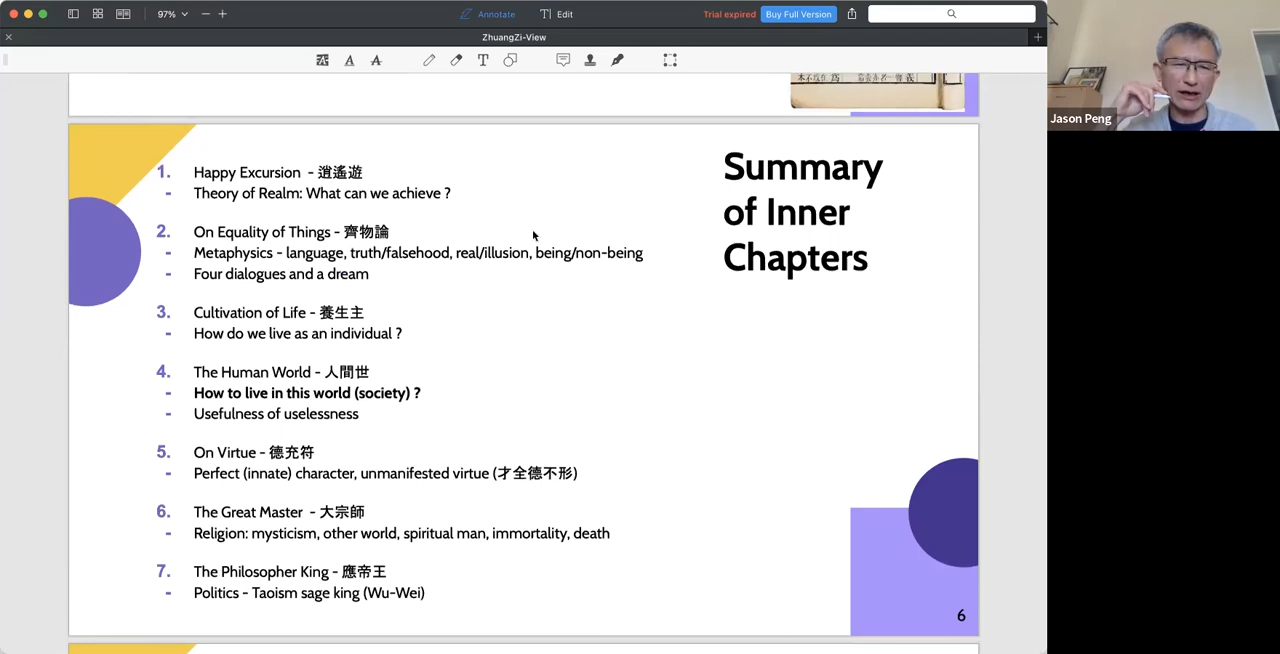 97%
Annotate
Edit
Trial expired
Buy Full Version
ZhuangZi-View
1. Happy Excursion - 逍遙遊
- Theory of Realm: What can we achieve ?
2. On Equality of Things - 齊物論
- Metaphysics - language, truth/falsehood, real/illusion, being/non-being
- Four dialogues and a dream
3. Cultivation of Life - 養生主
- How do we live as an individual ?
4. The Human World - 人間世
- How to live in this world (society) ?
- Usefulness of uselessness
5. On Virtue - 德充符
- Perfect (innate) character, unmanifested virtue (才全德不形)
6. The Great Master - 大宗師
- Religion: mysticism, other world, spiritual man, immortality, death
7. The Philosopher King - 應帝王
- Politics - Taoism sage king (Wu-Wei)
Summary
of Inner
Chapters
6
Jason Peng